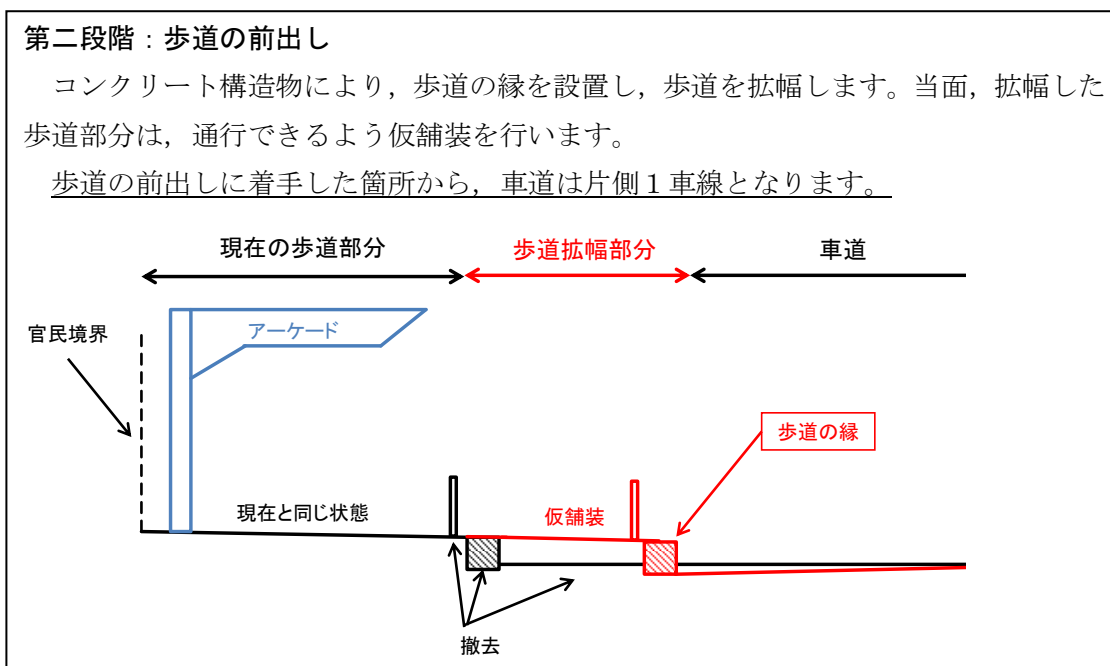 第二段階：歩道の前出し
コンクリート構造物により，歩道の縁を設置し，歩道を拡幅します。当面，拡幅した
歩道部分は，通行できるよう仮舗装を行います。
歩道の前出しに着手した箇所から，車道は片側１車線となります。
現在の歩道部分
歩道拡幅部分
車道
官民境界
アーケード
歩道の縁
現在と同じ状態
仮舗装
撤去